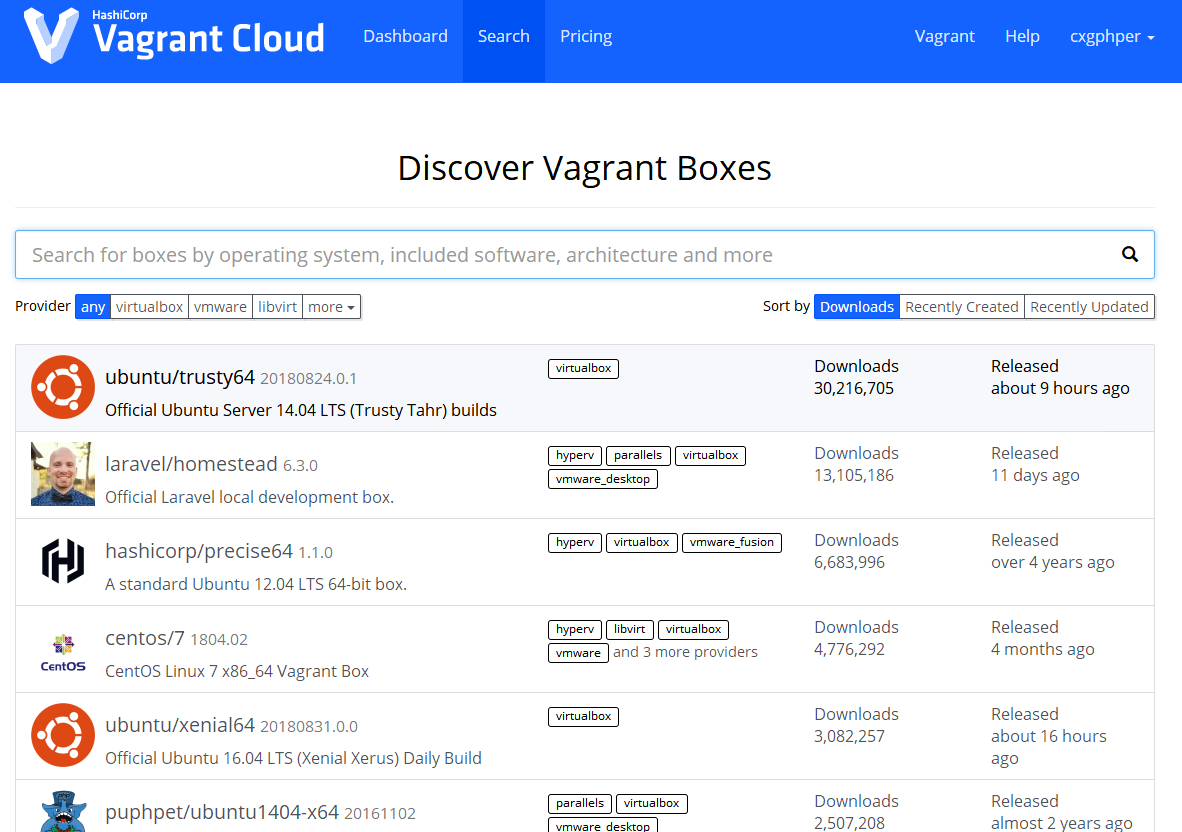 HashiCorp
Vagrant Cloud
Dashboard Search Pricing Vagrant Help cxgphper
Discover Vagrant Boxes
Search for boxes by operating system, included software, architecture and more
Provider any virtualbox vmware libvirt more Sort by Downloads Recently Created Recently Updated
ubuntu/trusty64 20180824.0.1
Official Ubuntu Server 14.04 LTS (Trusty Tahr) builds
virtualbox
Downloads
30,216,705
Released
about 9 hours ago
laravel/homestead 6.3.0
Official Laravel local development box.
hyperv parallels virtualbox
vmware_desktop
Downloads
13,105,186
Released
11 days ago
hashicorp/precise64 1.1.0
A standard Ubuntu 12.04 LTS 64-bit box.
hyperv virtualbox vmware_fusion
Downloads
6,683,996
Released
over 4 years ago
CentOS
centos/7 1804.02
CentOS Linux 7 x86_64 Vagrant Box
hyperv libvirt virtualbox
vmware and 3 more providers
Downloads
4,776,292
Released
4 months ago
ubuntu/xenial64 20180831.0.0
Official Ubuntu 16.04 LTS (Xenial Xerus) Daily Build
virtualbox
Downloads
3,082,257
Released
about 16 hours
ago
puphpet/ubuntu1404-x64 20161102
parallels virtualbox
vmware_desktop
Downloads
2,507,208
Released
almost 2 years ago